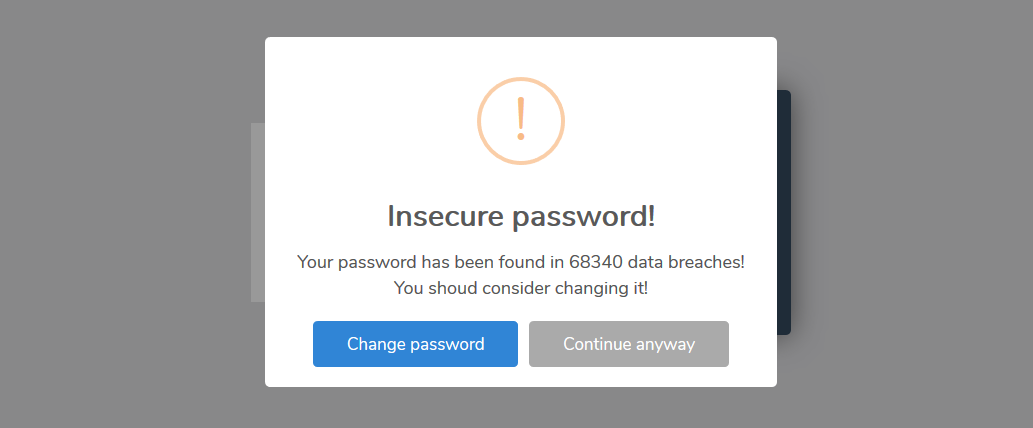 !
Insecure password!
Your password has been found in 68340 data breaches!
You shoud consider changing it!
Change password
Continue anyway